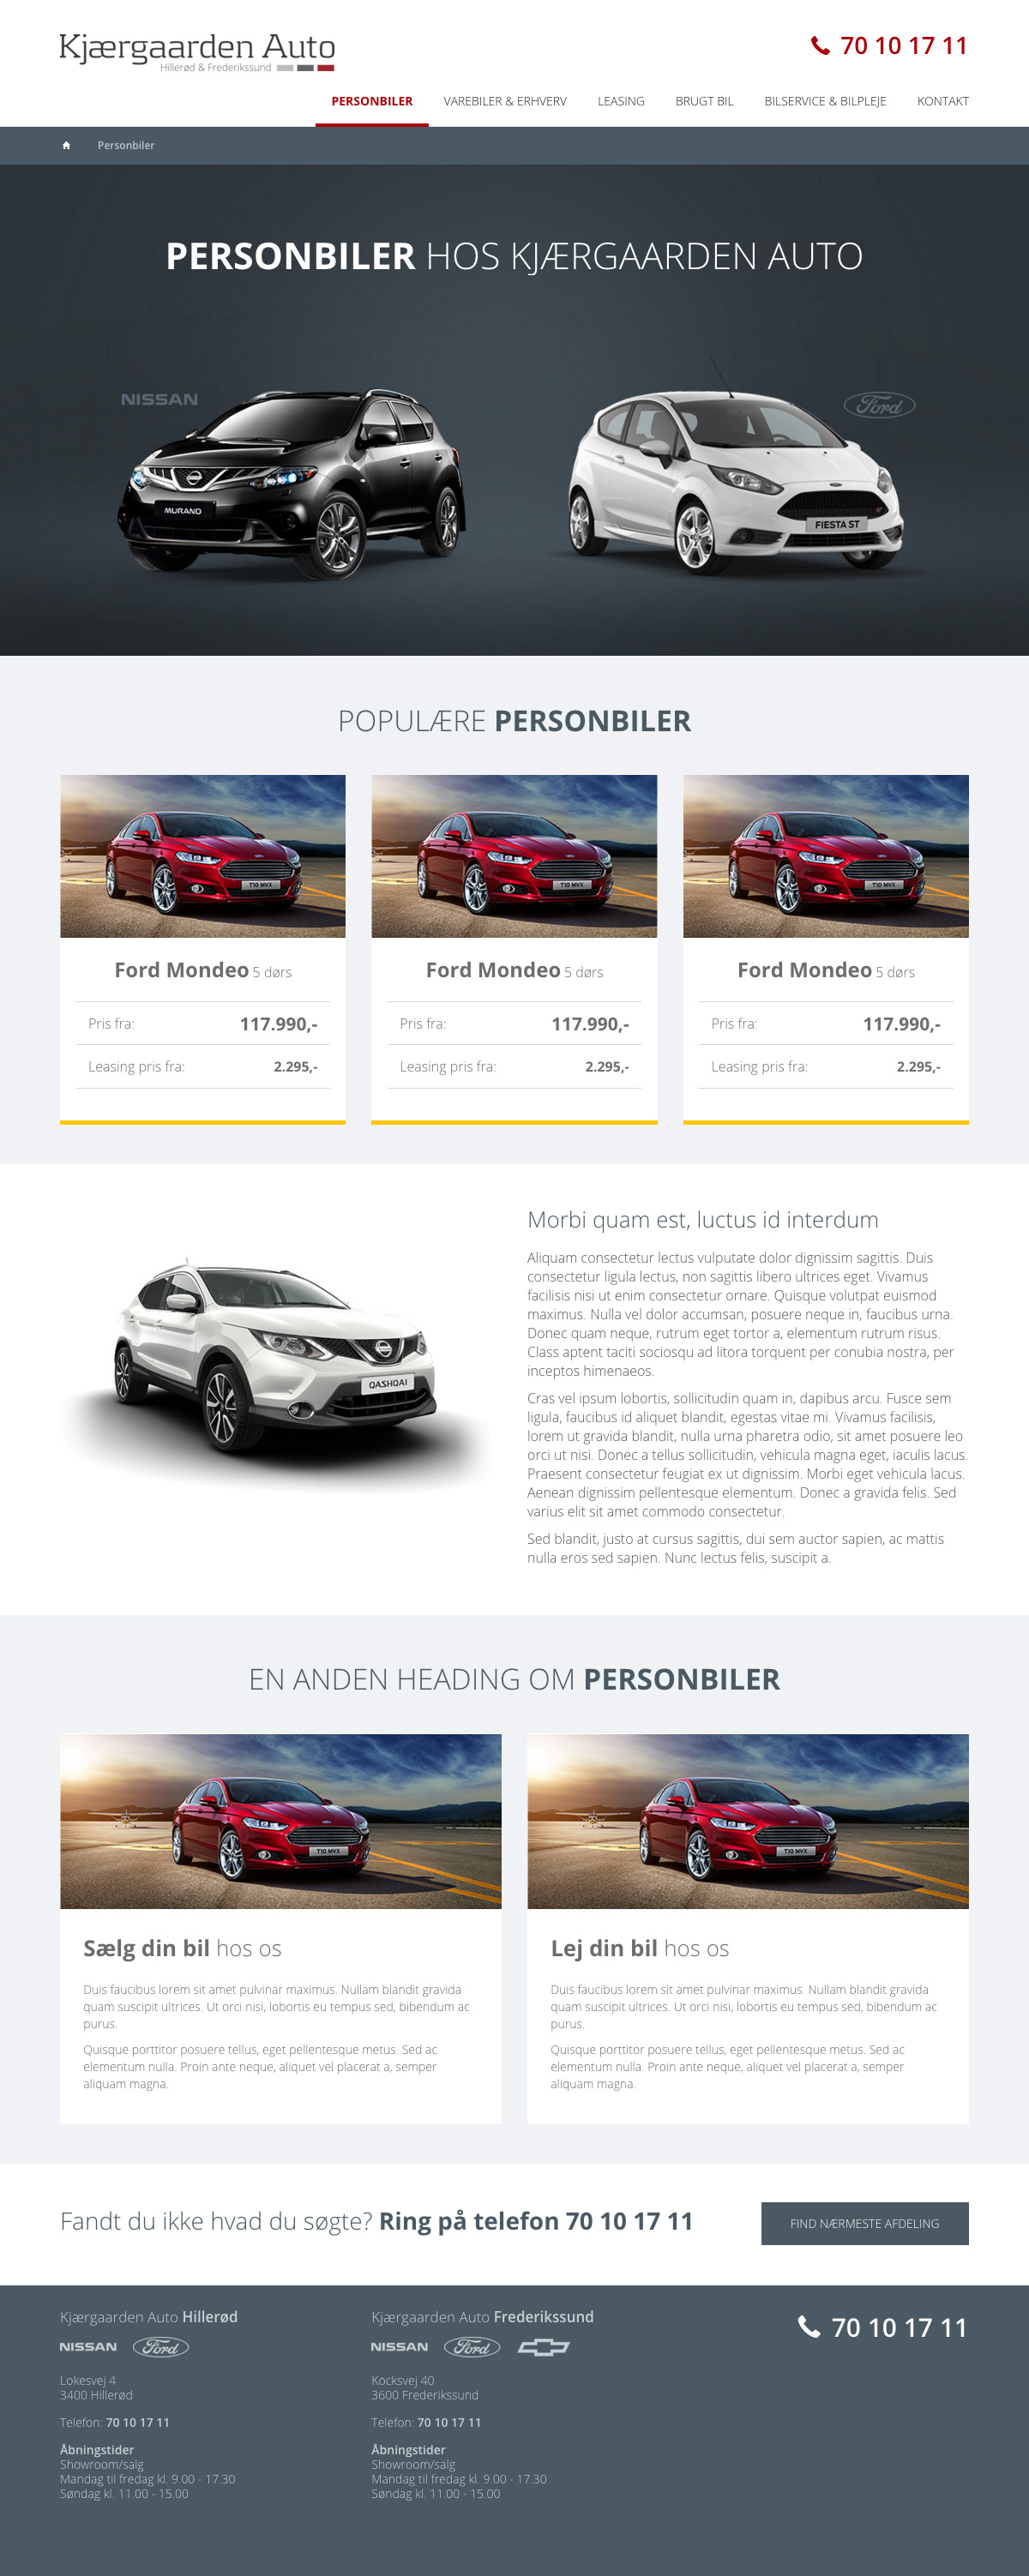 Kjærgaarden Auto
Hillerød & Frederikssund
70 10 17 11
PERSONBILER VAREBILER & ERHVERV LEASING BRUGT BIL BILSERVICE & BILPLEJE KONTAKT
Personbiler
PERSONBILER HOS KJÆRGAARDEN AUTO
NISSAN
Ford
MURANO
FIESTA ST
POPULÆRE PERSONBILER
T10 MVX
T10 MVX
T10 MVX
Ford Mondeo 5 dørs
Pris fra: 117.990,-
Leasing pris fra: 2.295,-
Ford Mondeo 5 dørs
Pris fra: 117.990,-
Leasing pris fra: 2.295,-
Ford Mondeo 5 dørs
Pris fra: 117.990,-
Leasing pris fra: 2.295,-
QASHQAI
Morbi quam est, luctus id interdum
Aliquam consectetur lectus vulputate dolor dignissim sagittis. Duis
consectetur ligula lectus, non sagittis libero ultrices eget. Vivamus
facilisis nisi ut enim consectetur ornare. Quisque volutpat euismod
maximus. Nulla vel dolor accumsan, posuere neque in, faucibus urna.
Donec quam neque, rutrum eget tortor a, elementum rutrum risus.
Class aptent taciti sociosqu ad litora torquent per conubia nostra, per
inceptos himenaeos.
Cras vel ipsum lobortis, sollicitudin quam in, dapibus arcu. Fusce sem
ligula, faucibus id aliquet blandit, egestas vitae mi. Vivamus facilisis,
lorem ut gravida blandit, nulla urna pharetra odio, sit amet posuere leo
orci ut nisi. Donec a tellus sollicitudin, vehicula magna eget, iaculis lacus.
Praesent consectetur feugiat ex ut dignissim. Morbi eget vehicula lacus.
Aenean dignissim pellentesque elementum. Donec a gravida felis. Sed
varius elit sit amet commodo consectetur.
Sed blandit, justo at cursus sagittis, dui sem auctor sapien, ac mattis
nulla eros sed sapien. Nunc lectus felis, suscipit a.
EN ANDEN HEADING OM PERSONBILER
T10 MVX
T10 MVX
Sælg din bil hos os
Duis faucibus lorem sit amet pulvinar maximus. Nullam blandit gravida
quam suscipit ultrices. Ut orci nisi, lobortis eu tempus sed, bibendum ac
purus.
Quisque porttitor posuere tellus, eget pellentesque metus. Sed ac
elementum nulla. Proin ante neque, aliquet vel placerat a, semper
aliquam magna.
Lej din bil hos os
Duis faucibus lorem sit amet pulvinar maximus. Nullam blandit gravida
quam suscipit ultrices. Ut orci nisi, lobortis eu tempus sed, bibendum ac
purus.
Quisque porttitor posuere tellus, eget pellentesque metus. Sed ac
elementum nulla. Proin ante neque, aliquet vel placerat a, semper
aliquam magna.
Fandt du ikke hvad du søgte? Ring på telefon 70 10 17 11
FIND NÆRMESTE AFDELING
Kjærgaarden Auto Hillerød
NISSAN Ford
Lokesvej 4
3400 Hillerød
Telefon: 70 10 17 11
Åbningstider
Showroom/salg
Mandag til fredag kl. 9.00 - 17.30
Søndag kl. 11.00 - 15.00
Kjærgaarden Auto Frederikssund
NISSAN Ford
Kocksvej 40
3600 Frederikssund
Telefon: 70 10 17 11
Åbningstider
Showroom/salg
Mandag til fredag kl. 9.00 - 17.30
Søndag kl. 11.00 - 15.00
70 10 17 11